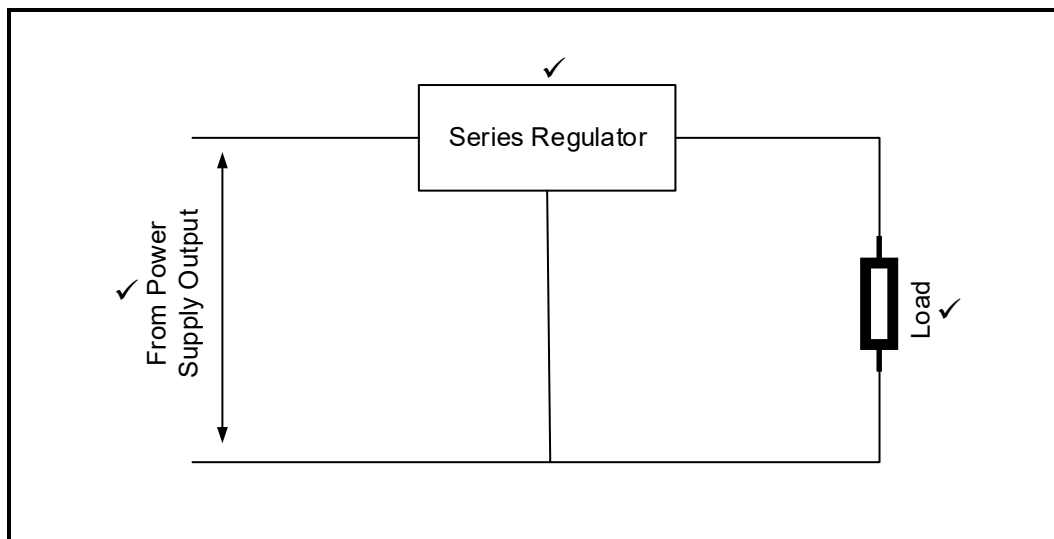 ✓
Series Regulator
✓
From Power
Supply Output
Load
✓